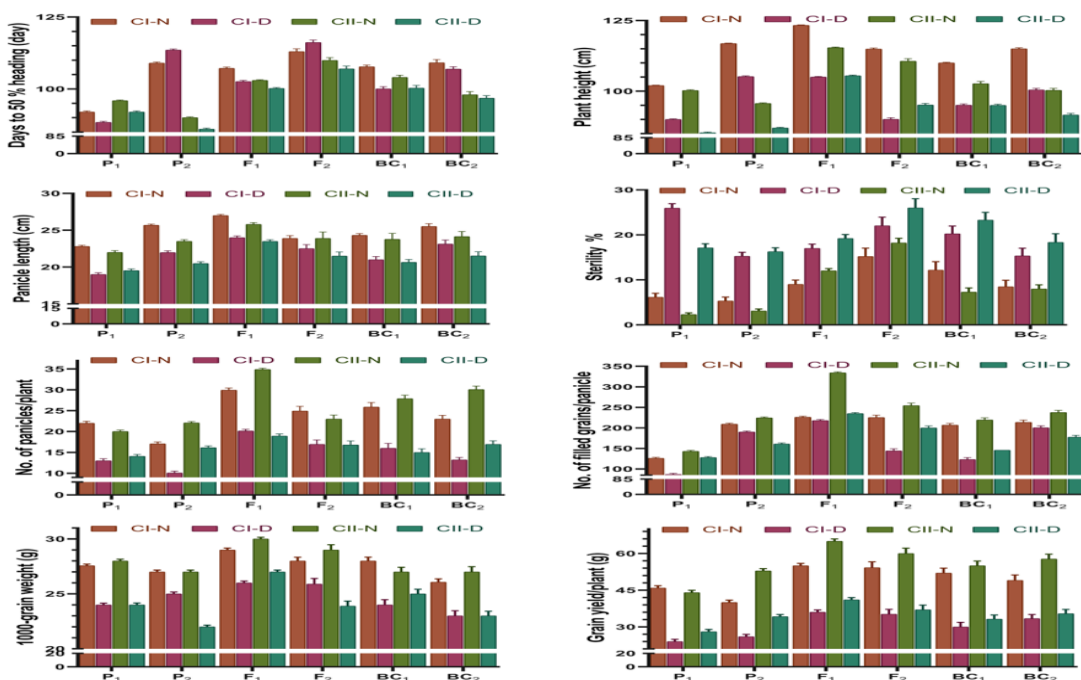 Days to 50 % heading (day)
CI-N CI-D CII-N CII-D
125
100
85
0
P₁ P₂ F₁ F₂ BC₁ BC₂
Plant height (cm)
CI-N CI-D CII-N CII-D
125
100
85
0
P₁ P₂ F₁ F₂ BC₁ BC₂
Panicle length (cm)
CI-N CI-D CII-N CII-D
30
25
20
15
15
0
P₁ P₂ F₁ F₂ BC₁ BC₂
Sterility %
CI-N CI-D CII-N CII-D
30
20
10
0
P₁ P₂ F₁ F₂ BC₁ BC₂
No. of panicles/plant
CI-N CI-D CII-N CII-D
35
30
25
20
15
10
0
P₁ P₂ F₁ F₂ BC₁ BC₂
No. of filled grains/panicle
CI-N CI-D CII-N CII-D
350
300
250
200
150
100
85
0
P₁ P₂ F₁ F₂ BC₁ BC₂
1000-grain weight (g)
CI-N CI-D CII-N CII-D
30
25
0
P₁ P₂ F₁ F₂ BC₁ BC₂
Grain yield/plant (g)
CI-N CI-D CII-N CII-D
60
45
30
20
0
P₁ P₂ F₁ F₂ BC₁ BC₂